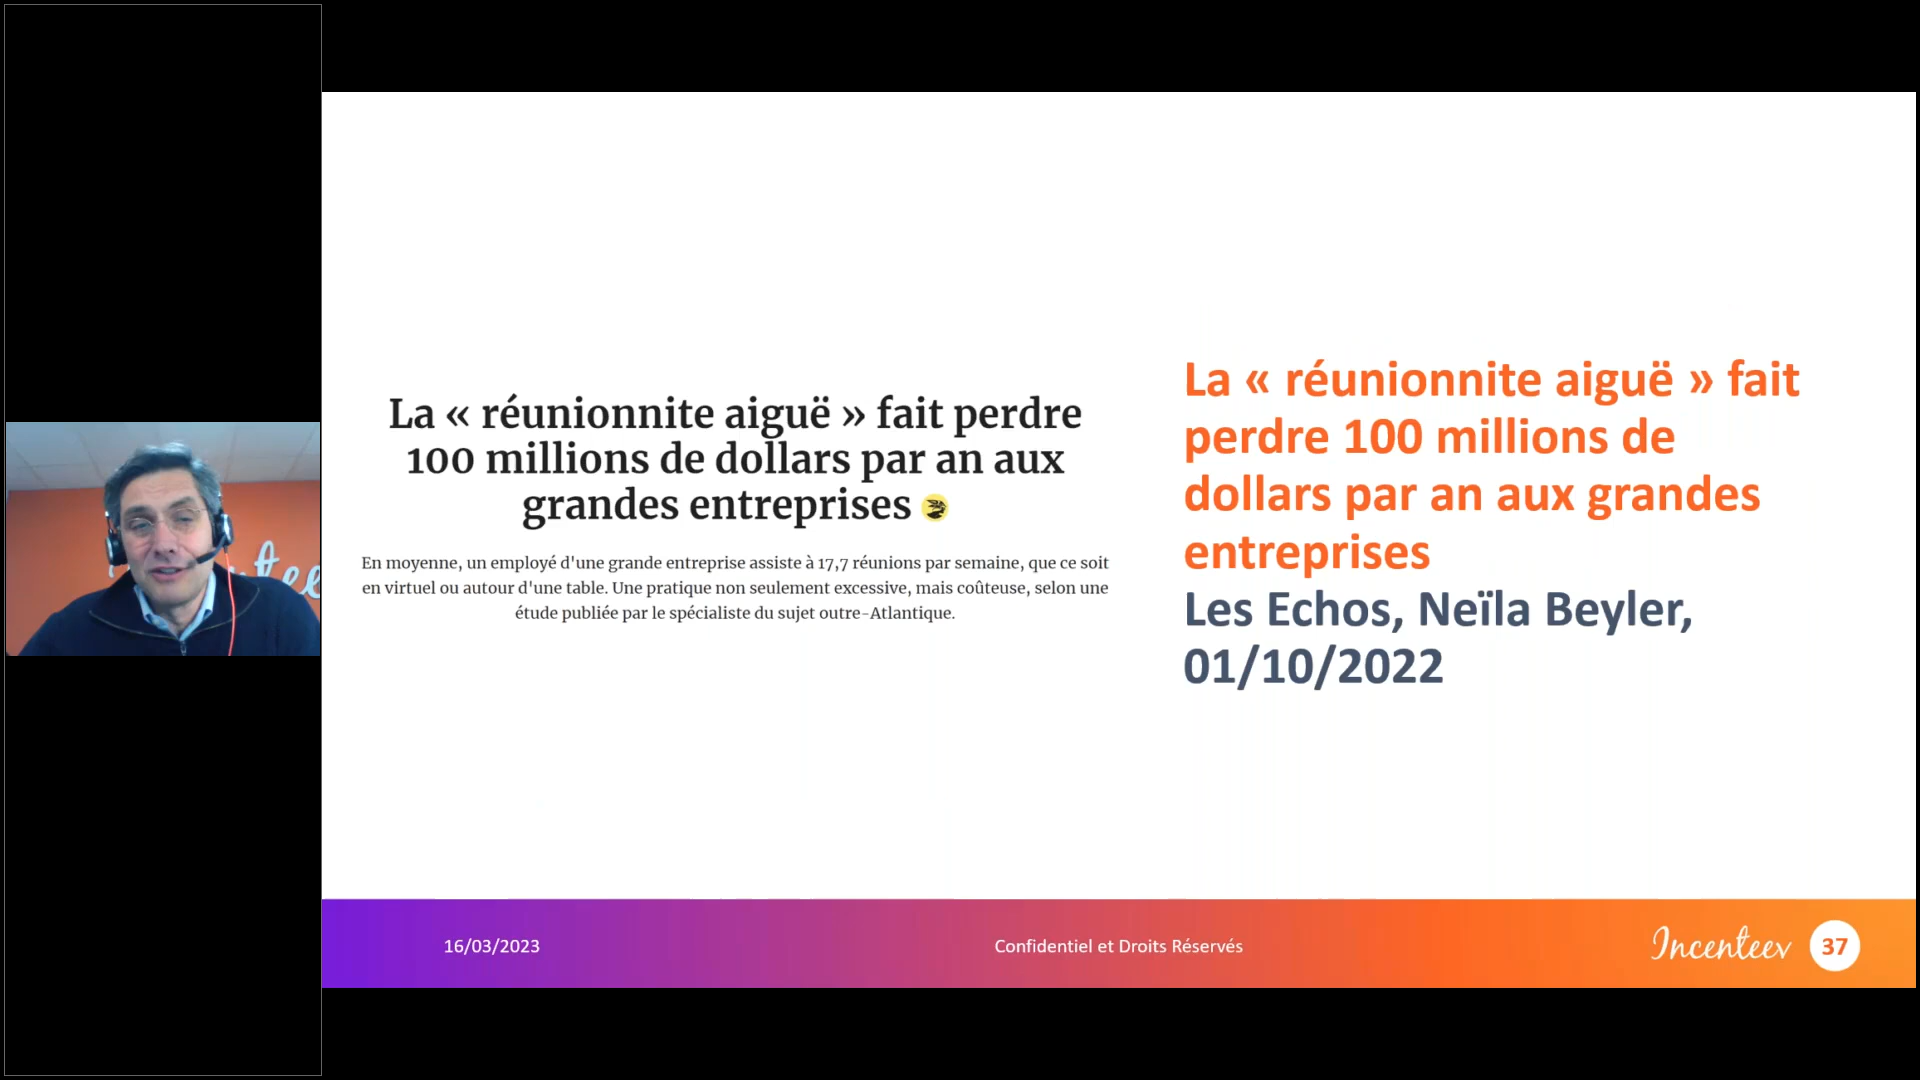 La « réunionnite aiguë » fait perdre
100 millions de dollars par an aux
grandes entreprises
En moyenne, un employé d'une grande entreprise assiste à 17,7 réunions par semaine, que ce soit
en virtuel ou autour d'une table. Une pratique non seulement excessive, mais coûteuse, selon une
étude publiée par le spécialiste du sujet outre-Atlantique.
La « réunionnite aiguë » fait
perdre 100 millions de
dollars par an aux grandes
entreprises
Les Echos, Neïla Beyler,
01/10/2022
16/03/2023
Confidentiel et Droits Réservés
Incenteev
37